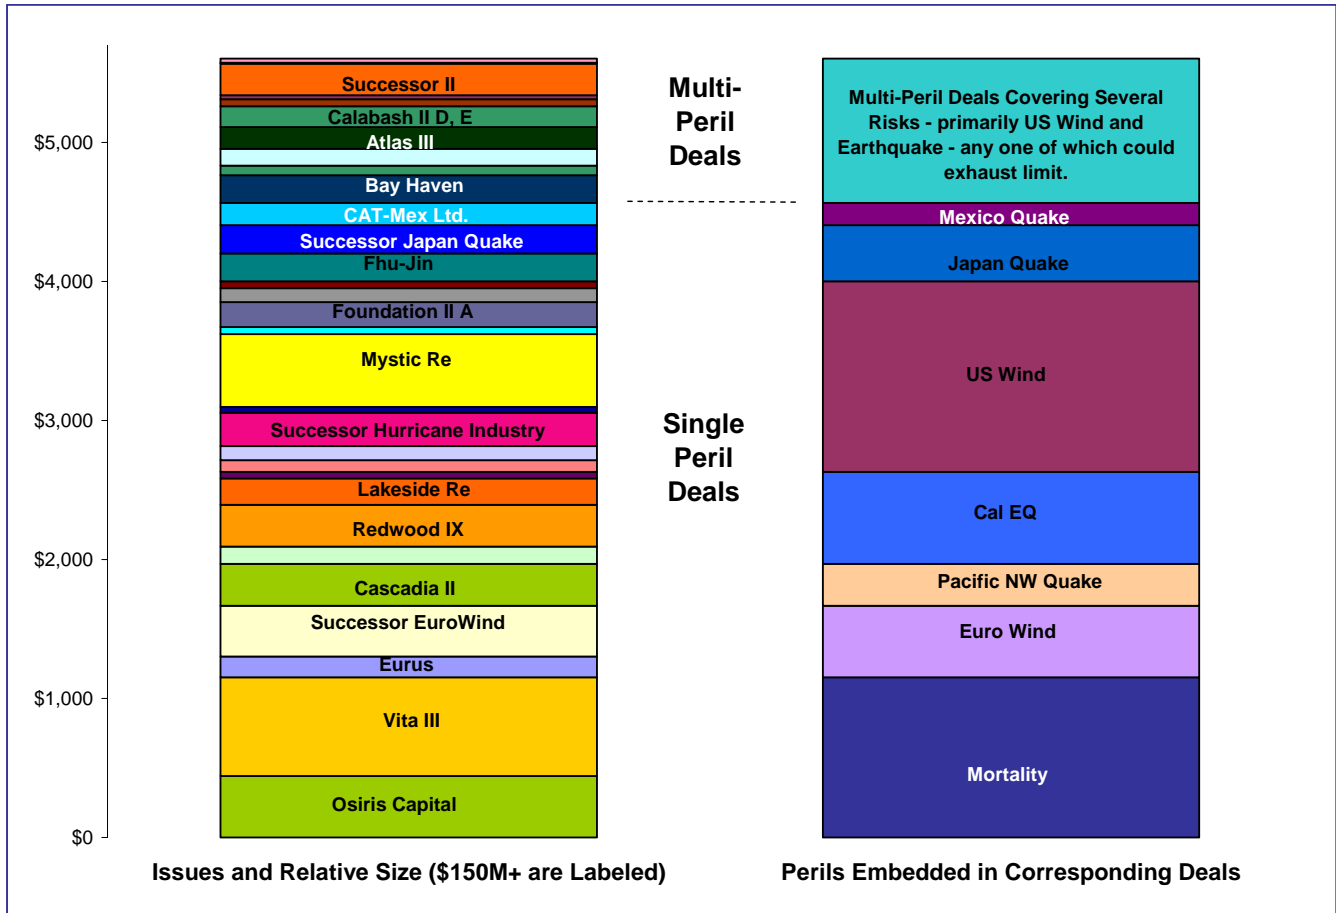 $5,000
$4,000
$3,000
$2,000
$1,000
$0
Successor II
Calabash II D, E
Atlas III
Bay Haven
CAT-Mex Ltd.
Successor Japan Quake
Fhu-Jin
Foundation II A
Mystic Re
Successor Hurricane Industry
Lakeside Re
Redwood IX
Cascadia II
Successor EuroWind
Eurus
Vita III
Osiris Capital
Issues and Relative Size ($150M+ are Labeled)
Multi-
Peril
Deals
Single
Peril
Deals
Multi-Peril Deals Covering Several
Risks - primarily US Wind and
Earthquake - any one of which could
exhaust limit.
Mexico Quake
Japan Quake
US Wind
Cal EQ
Pacific NW Quake
Euro Wind
Mortality
Perils Embedded in Corresponding Deals